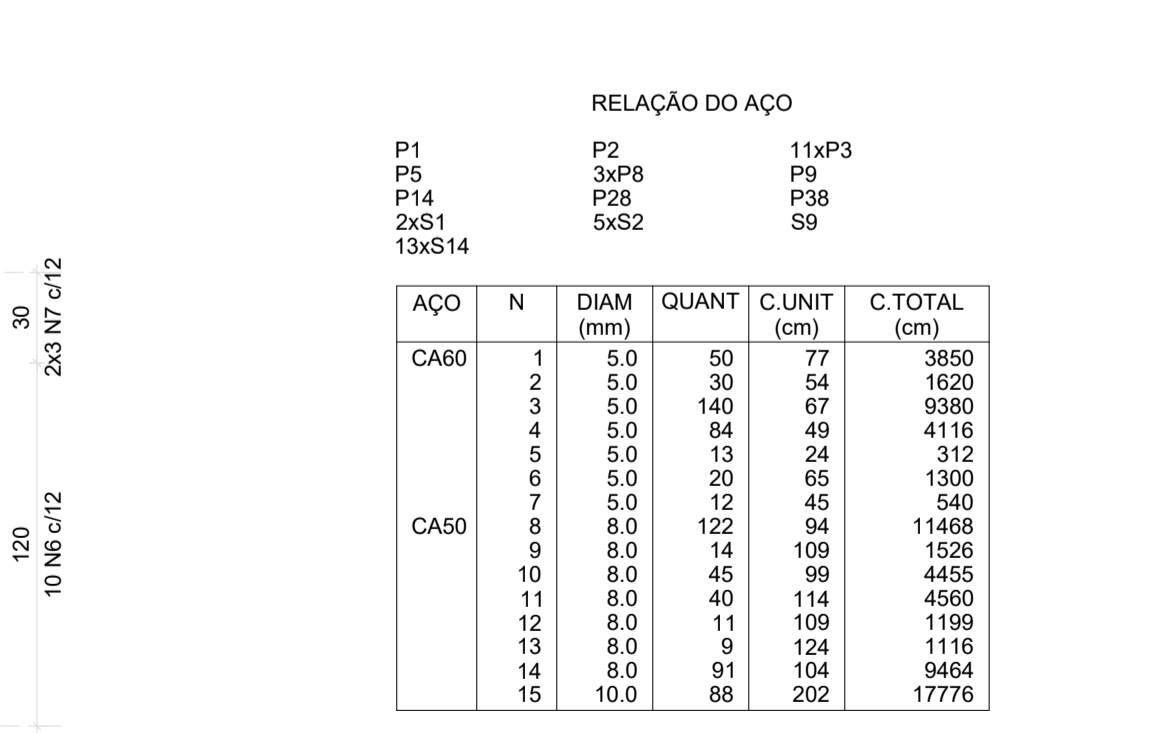 RELAÇÃO DO AÇO
P1 P2 11xP3
P5 3xP8 P9
P14 P28 P38
2xS1 5xS2 S9
13xS14
AÇO N DIAM QUANT C.UNIT C.TOTAL
(mm) (cm) (cm)
CA60 1 5.0 50 77 3850
2 5.0 30 54 1620
3 5.0 140 67 9380
4 5.0 84 49 4116
5 5.0 13 24 312
6 5.0 20 65 1300
7 5.0 12 45 540
CA50 8 8.0 122 94 11468
9 8.0 14 109 1526
10 8.0 45 99 4455
11 8.0 40 114 4560
12 8.0 11 109 1199
13 8.0 9 124 1116
14 8.0 91 104 9464
15 10.0 88 202 17776
30
2x3 N7 c/12
120
10 N6 c/12